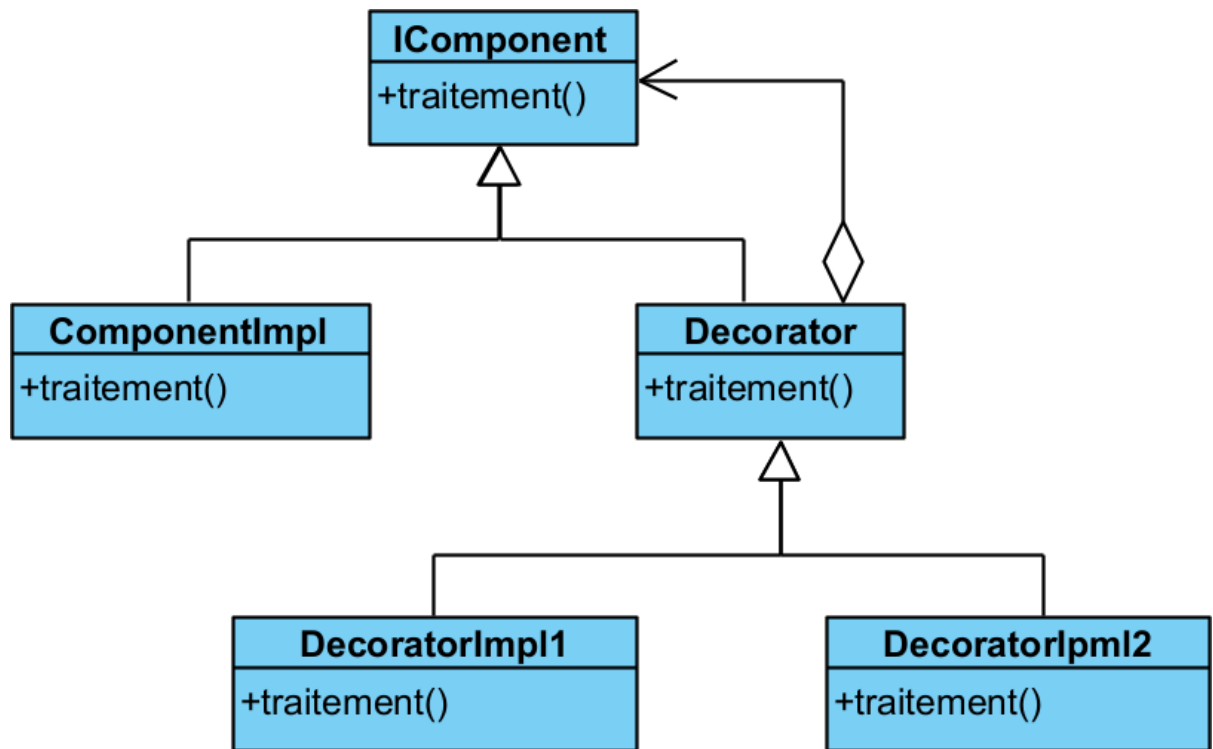 IComponent
+traitement()
ComponentImpl
+traitement()
Decorator
+traitement()
DecoratorImpl1
+traitement()
DecoratorIpml2
+traitement()